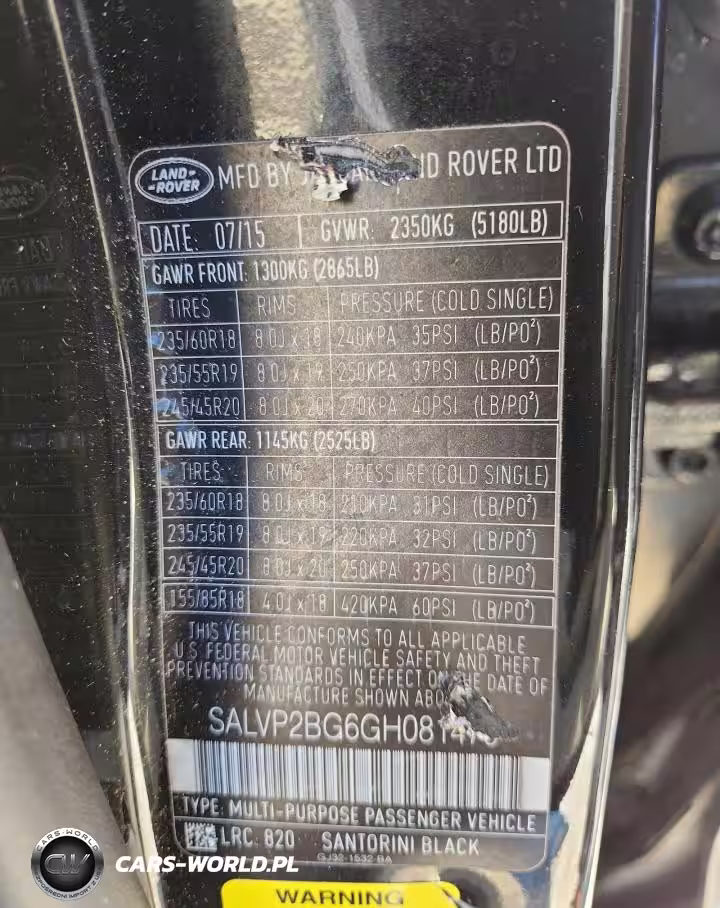 LAND-
-ROVER
MFD BY ROVER LTD
DATE: 07/15 GVWR: 2350KG (5180LB)
GAWR FRONT: 1300KG (2865LB)
TIRES RIMS PRESSURE (COLD SINGLE)
235/60R18 8.0J x 18 240KPA 35PSI (LB/PO²)
235/55R19 8.0J x 19 250KPA 37PSI (LB/PO²)
245/45R20 8.0J x 20 270KPA 40PSI (LB/PO²)
GAWR REAR: 1145KG (2525LB)
TIRES RIMS PRESSURE (COLD SINGLE)
235/60R18 8.0J x 18 210KPA 31PSI (LB/PO²)
235/55R19 8.0J x 19 220KPA 32PSI (LB/PO²)
245/45R20 8.0J x 20 250KPA 37PSI (LB/PO²)
155/85R18 4.0J x 18 420KPA 60PSI (LB/PO²)
THIS VEHICLE CONFORMS TO ALL APPLICABLE
U.S. FEDERAL MOTOR VEHICLE SAFETY AND THEFT
PREVENTION STANDARDS IN EFFECT ON THE DATE OF
MANUFACTURE SHOWN
TYPE: MULTI-PURPOSE PASSENGER VEHICLE
LRC: 820 SANTORINI BLACK
GJ32-1532-BA
WARNING
CARS-WORLD
CW
CARS-WORLD.PL